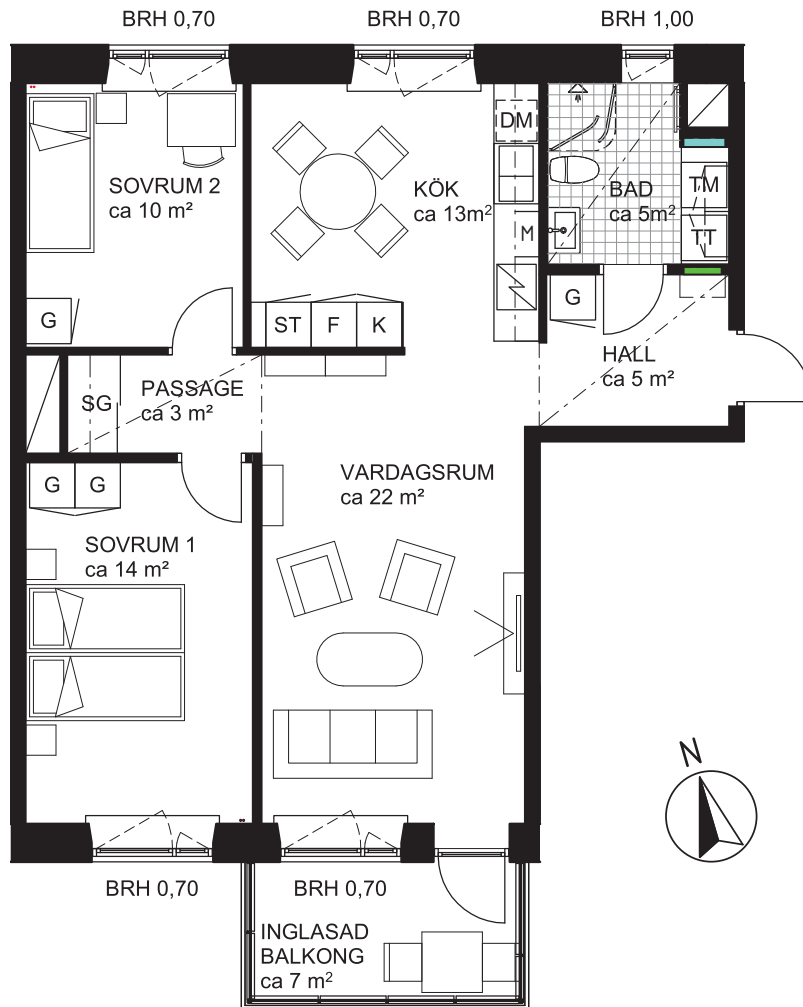 BRH 0,70
BRH 0,70
BRH 1,00
DM
SOVRUM 2
ca 10 m²
KÖK
ca 13m²
BAD
ca 5m²
TM
M
TT
G
G
ST
F
K
HALL
ca 5 m²
PASSAGE
ca 3 m²
SG
VARDAGSRUM
ca 22 m²
G
G
SOVRUM 1
ca 14 m²
N
BRH 0,70
BRH 0,70
INGLASAD
BALKONG
ca 7 m²